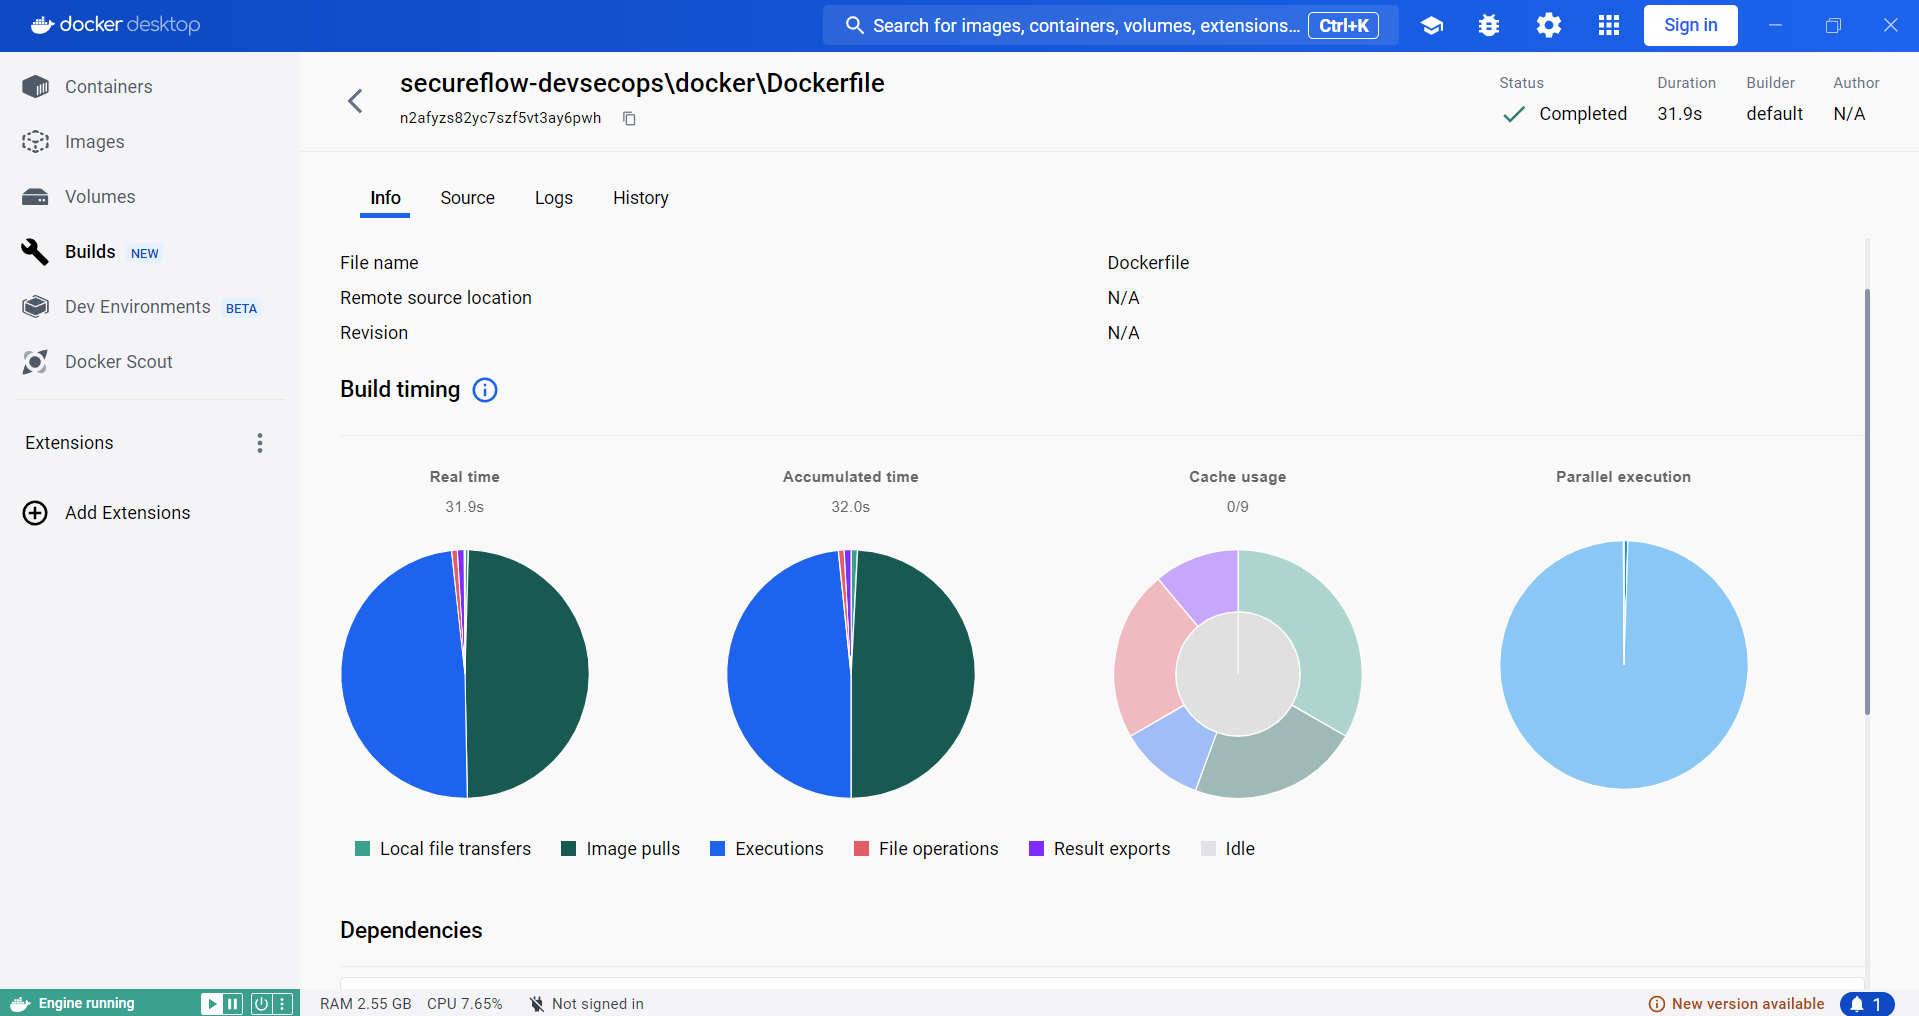 docker desktop
Search for images, containers, volumes, extensions... Ctrl+K
Sign in
Containers
Images
Volumes
Builds NEW
Dev Environments BETA
Docker Scout
Extensions
Add Extensions
secureflow-devsecops\docker\Dockerfile
n2afyzs82yc7szf5vt3ay6pwh
Status Duration Builder Author
Completed 31.9s default N/A
Info Source Logs History
File name Dockerfile
Remote source location N/A
Revision N/A
Build timing
Real time Accumulated time Cache usage Parallel execution
31.9s 32.0s 0/9
Local file transfers Image pulls Executions File operations Result exports Idle
Dependencies
Engine running RAM 2.55 GB CPU 7.65% Not signed in New version available 1